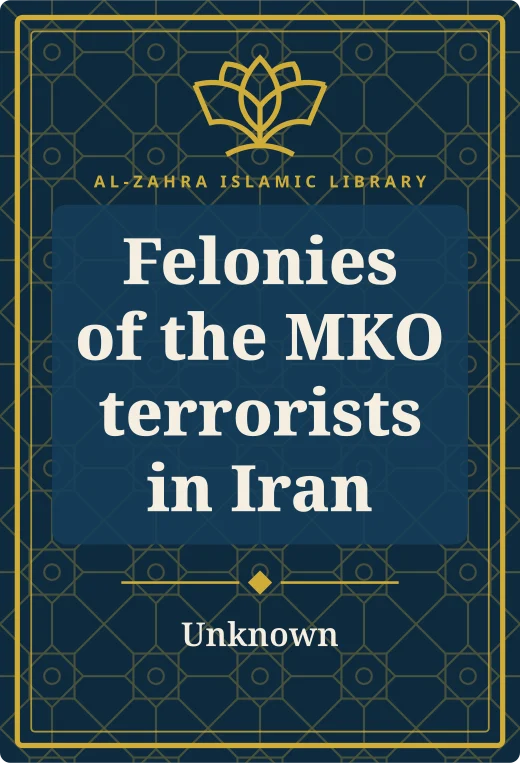 AL-ZAHRA ISLAMIC LIBRARY
Felonies
of the MKO
terrorists
in Iran
Unknown